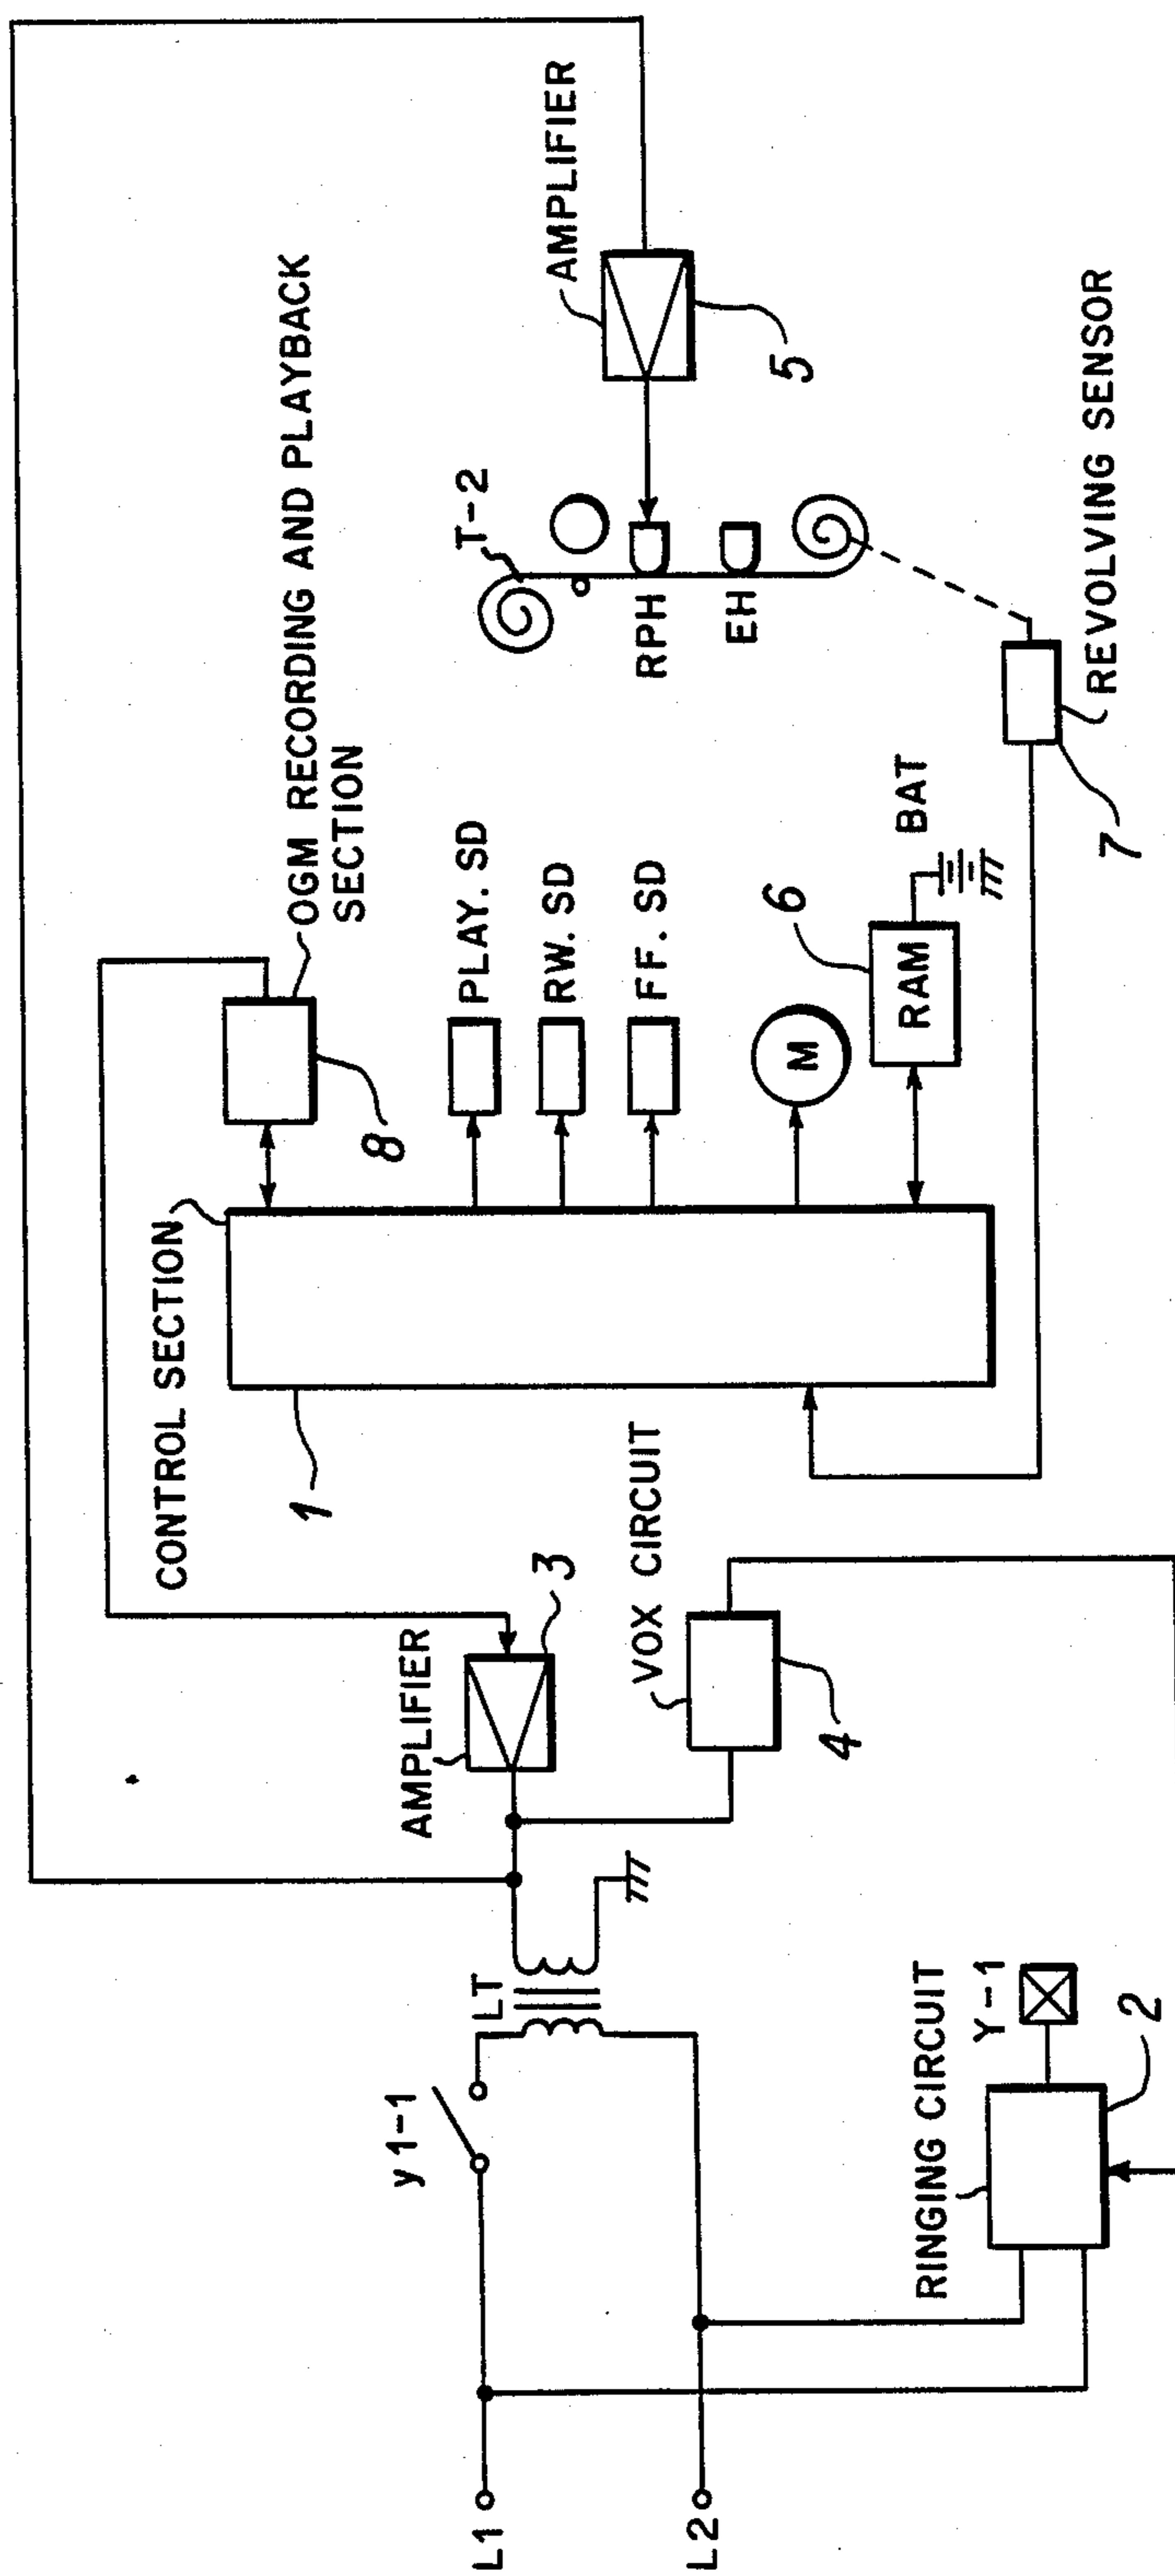 L1
L2
y1-1
LT
RINGING CIRCUIT
Y-1
2
AMPLIFIER
3
VOX CIRCUIT
4
CONTROL SECTION
1
8
OGM RECORDING AND PLAYBACK
SECTION
PLAY. SD
RW. SD
FF. SD
M
6
RAM
BAT
T-2
RPH
EH
AMPLIFIER
5
7
REVOLVING SENSOR